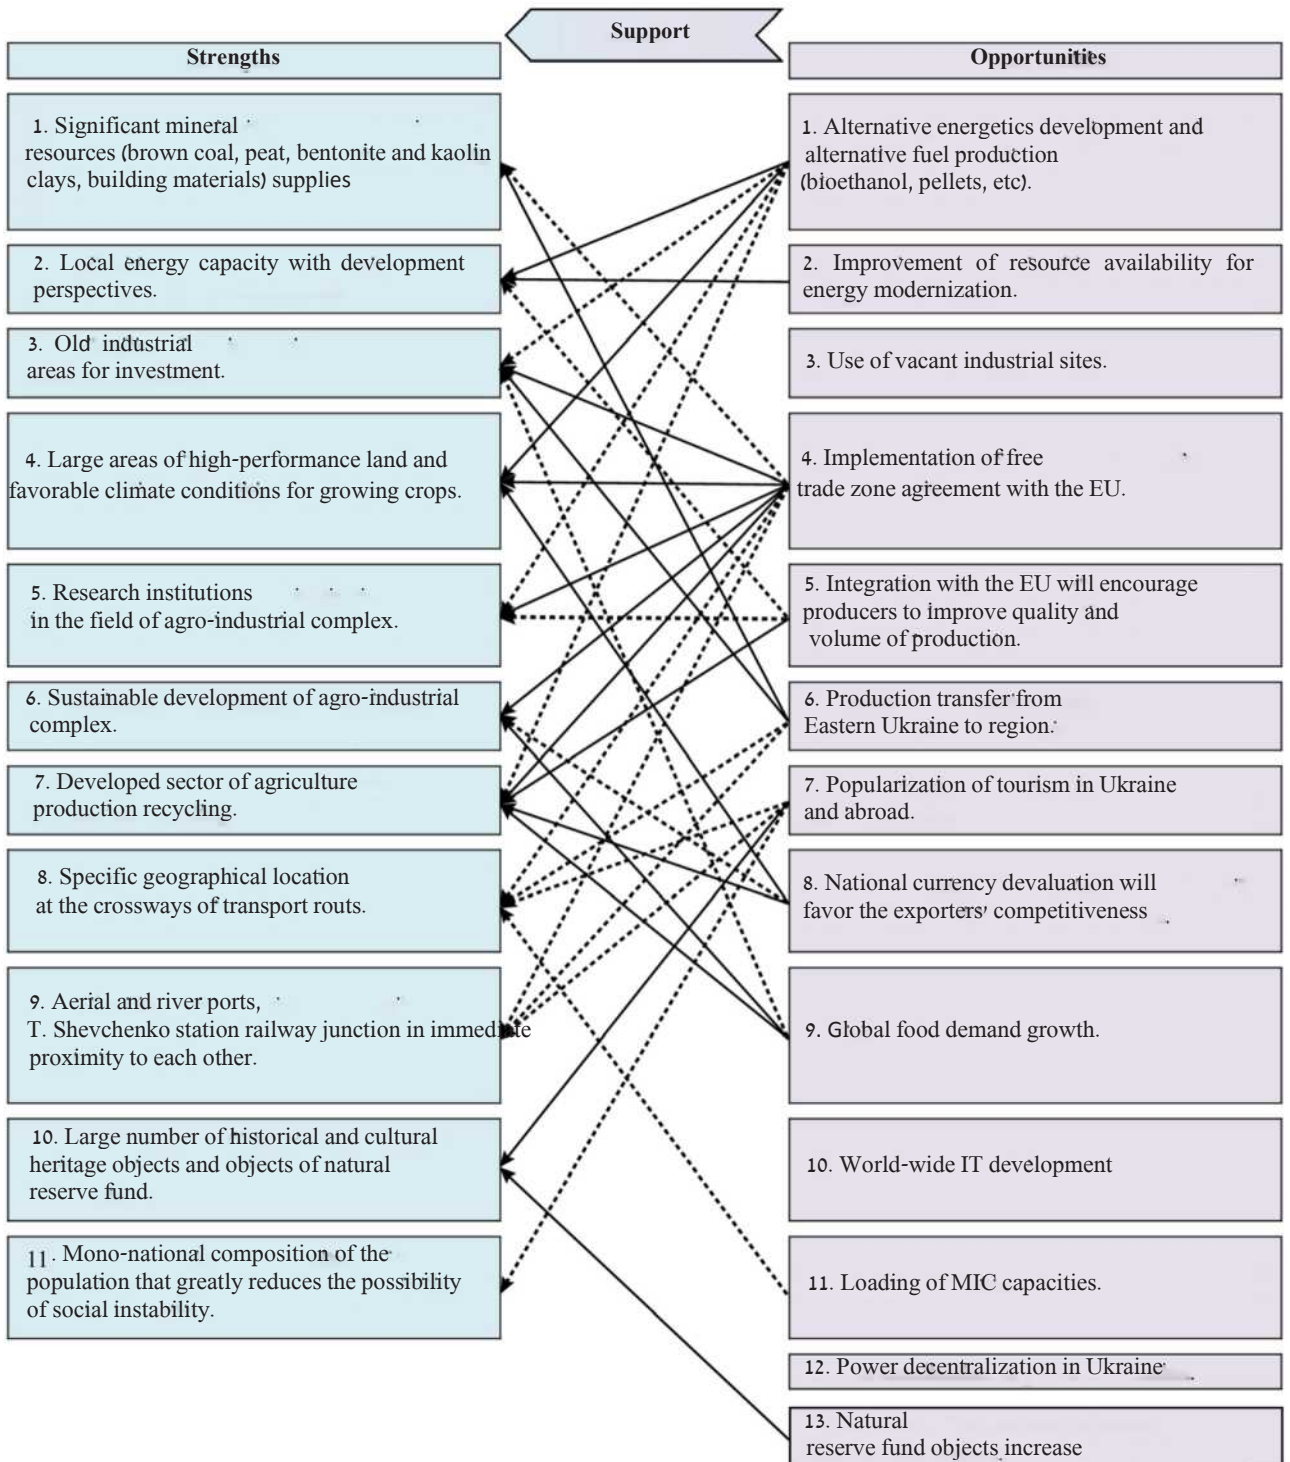 Support
Strengths
1. Significant mineral
resources (brown coal, peat, bentonite and kaolin
clays, building materials) supplies
2. Local energy capacity with development
perspectives.
3. Old industrial
areas for investment.
4. Large areas of high-performance land and
favorable climate conditions for growing crops.
5. Research institutions
in the field of agro-industrial complex.
6. Sustainable development of agro-industrial
complex.
7. Developed sector of agriculture
production recycling.
8. Specific geographical location
at the crossways of transport routs.
9. Aerial and river ports,
T. Shevchenko station railway junction in immediate
proximity to each other.
10. Large number of historical and cultural
heritage objects and objects of natural
reserve fund.
11. Mono-national composition of the
population that greatly reduces the possibility
of social instability.
Opportunities
1. Alternative energetics development and
alternative fuel production
(bioethanol, pellets, etc).
2. Improvement of resource availability for
energy modernization.
3. Use of vacant industrial sites.
4. Implementation of free
trade zone agreement with the EU.
5. Integration with the EU will encourage
producers to improve quality and
volume of production.
6. Production transfer from
Eastern Ukraine to region.
7. Popularization of tourism in Ukraine
and abroad.
8. National currency devaluation will
favor the exporters' competitiveness
9. Global food demand growth.
10. World-wide IT development
11. Loading of MIC capacities.
12. Power decentralization in Ukraine
13. Natural
reserve fund objects increase